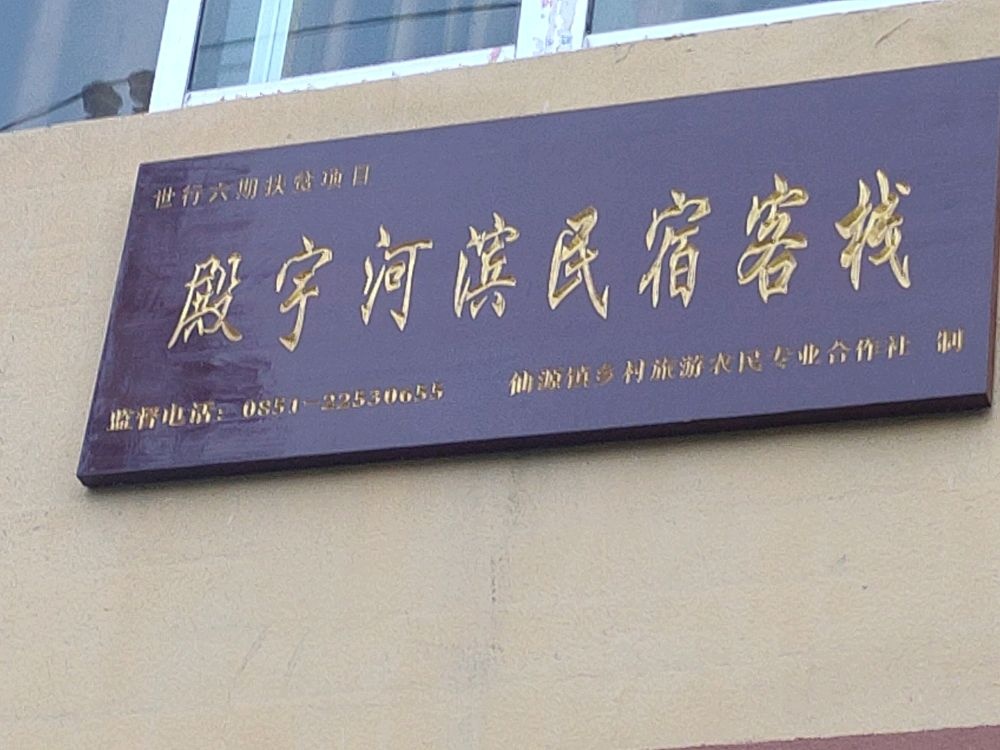 世行六期扶贫项目
殿宇河滨民宿客栈
监督电话：0851-22530655 仙源镇乡村旅游农民专业合作社 制